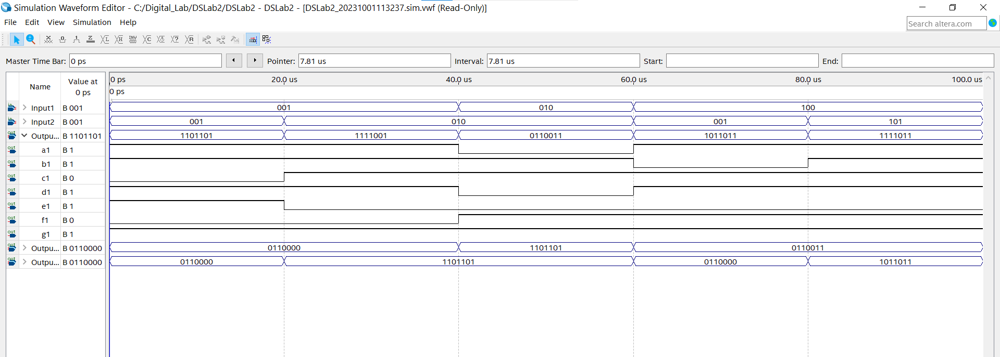 Simulation Waveform Editor - C:/Digital_Lab/DSLab2/DSLab2 - DSLab2 - [DSLab2_20231001113237.sim.vwf (Read-Only)]
File Edit View Simulation Help
Search altera.com
Master Time Bar: 0 ps Pointer: 7.81 us Interval: 7.81 us Start: End:
Name Value at 0 ps
0 ps 20.0 us 40.0 us 60.0 us 80.0 us 100.0 us
0 ps
Input1 B 001 001 010 100
Input2 B 001 001 010 001 101
Outpu... B 1101101 1101101 1111001 0110011 1011011 1111011
a1 B 1
b1 B 1
c1 B 0
d1 B 1
e1 B 1
f1 B 0
g1 B 1
Outpu... B 0110000 0110000 1101101 0110011
Outpu... B 0110000 0110000 1101101 0110000 1011011